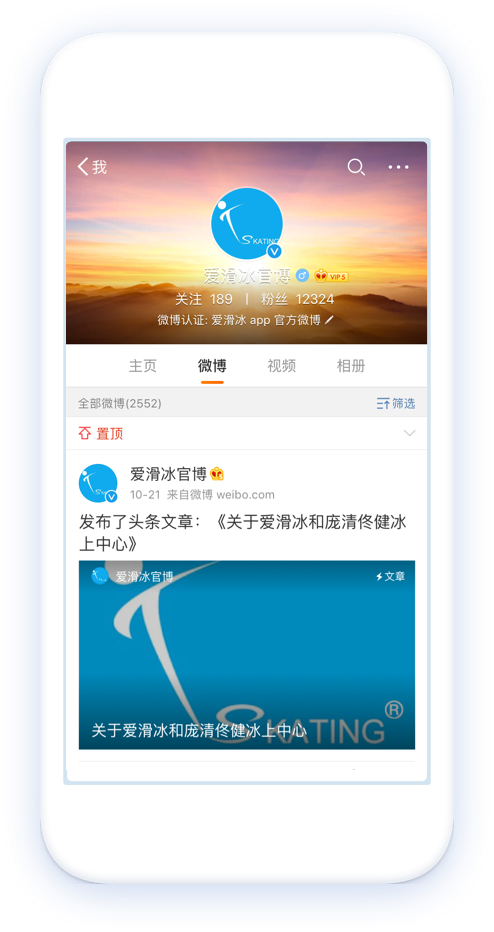 我
SKATING
爱滑冰官博 VIP 5
关注 189 | 粉丝 12324
微博认证: 爱滑冰 app 官方微博
主页 微博 视频 相册
全部微博(2552) 筛选
置顶
爱滑冰官博
10-21 来自微博 weibo.com
发布了头条文章：《关于爱滑冰和庞清佟健冰
上中心》
爱滑冰官博 文章
SKATING ®
关于爱滑冰和庞清佟健冰上中心